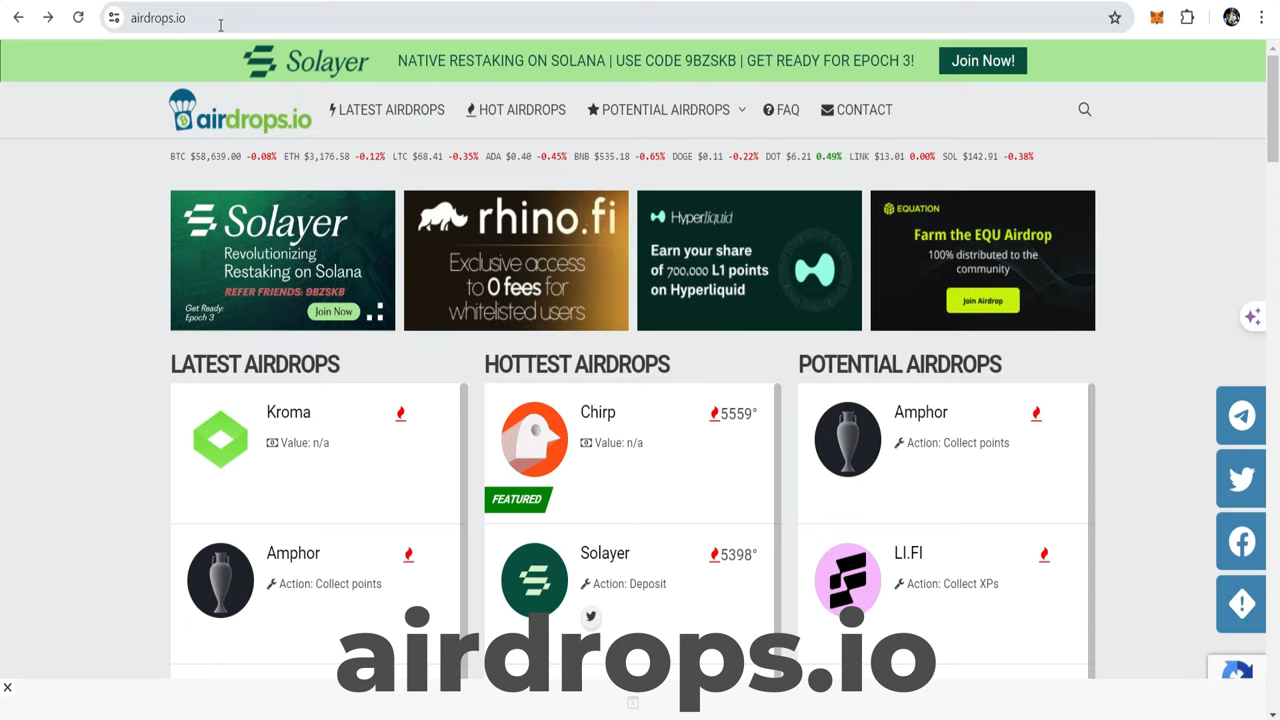 airdrops.io
Solayer NATIVE RESTAKING ON SOLANA | USE CODE 9BZSKB | GET READY FOR EPOCH 3! Join Now!
airdrops.io LATEST AIRDROPS HOT AIRDROPS POTENTIAL AIRDROPS FAQ CONTACT
BTC $58,639.00 -0.08% ETH $3,176.58 -0.12% LTC $68.41 -0.35% ADA $0.40 -0.45% BNB $535.18 -0.65% DOGE $0.11 -0.22% DOT $6.21 0.49% LINK $13.01 0.00% SOL $142.91 -0.38%
Solayer
Revolutionizing
Restaking on Solana
REFER FRIENDS: 9BZSKB
Get Ready:
Epoch 3
Join Now
rhino.fi
Exclusive access
to 0 fees for
whitelisted users
Hyperliquid
Earn your share
of 700,000 L1 points
on Hyperliquid
EQUATION
Farm the EQU Airdrop
100% distributed to the
community
Join Airdrop
LATEST AIRDROPS
Kroma
Value: n/a
Amphor
Action: Collect points
HOTTEST AIRDROPS
Chirp 5559°
Value: n/a
FEATURED
Solayer 5398°
Action: Deposit
POTENTIAL AIRDROPS
Amphor
Action: Collect points
LI.FI
Action: Collect XPs
airdrops.io